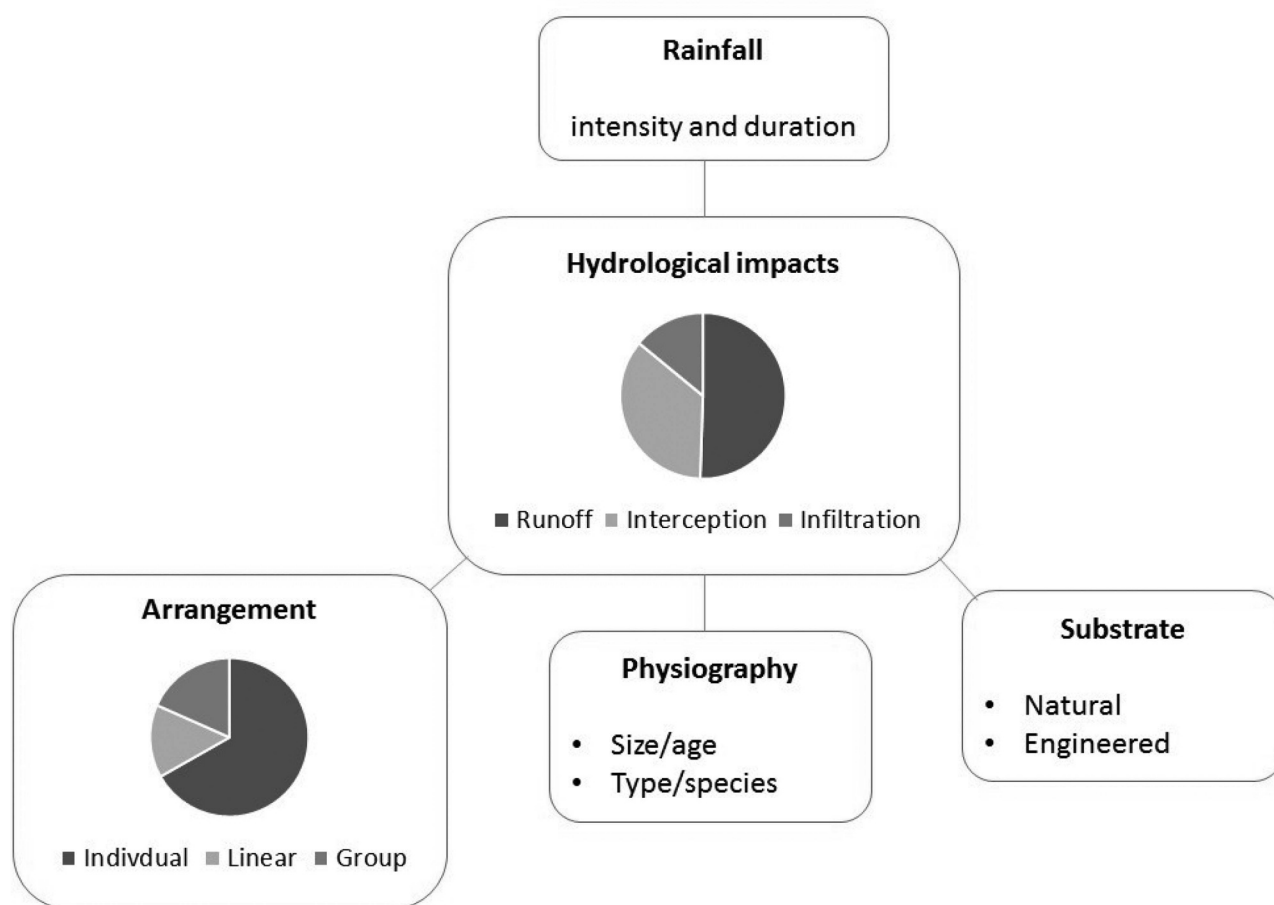 Rainfall
intensity and duration
Hydrological impacts
Runoff Interception Infiltration
Arrangement
Indivdual Linear Group
Physiography
• Size/age
• Type/species
Substrate
• Natural
• Engineered